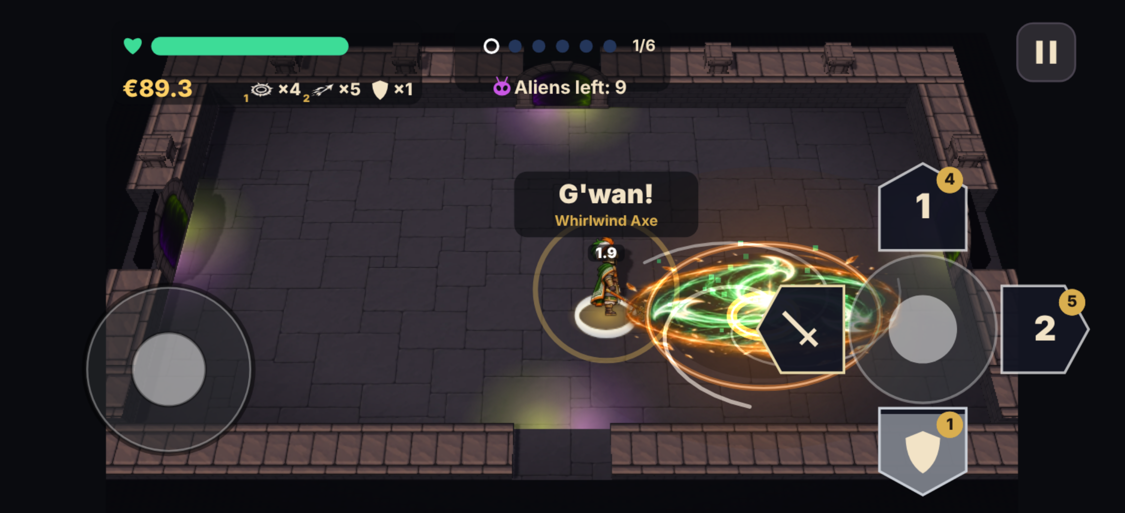 1/6
€89.3
1 ×4 2 ×5 ×1
Aliens left: 9
G'wan!
Whirlwind Axe
1.9
4
1
5
2
1